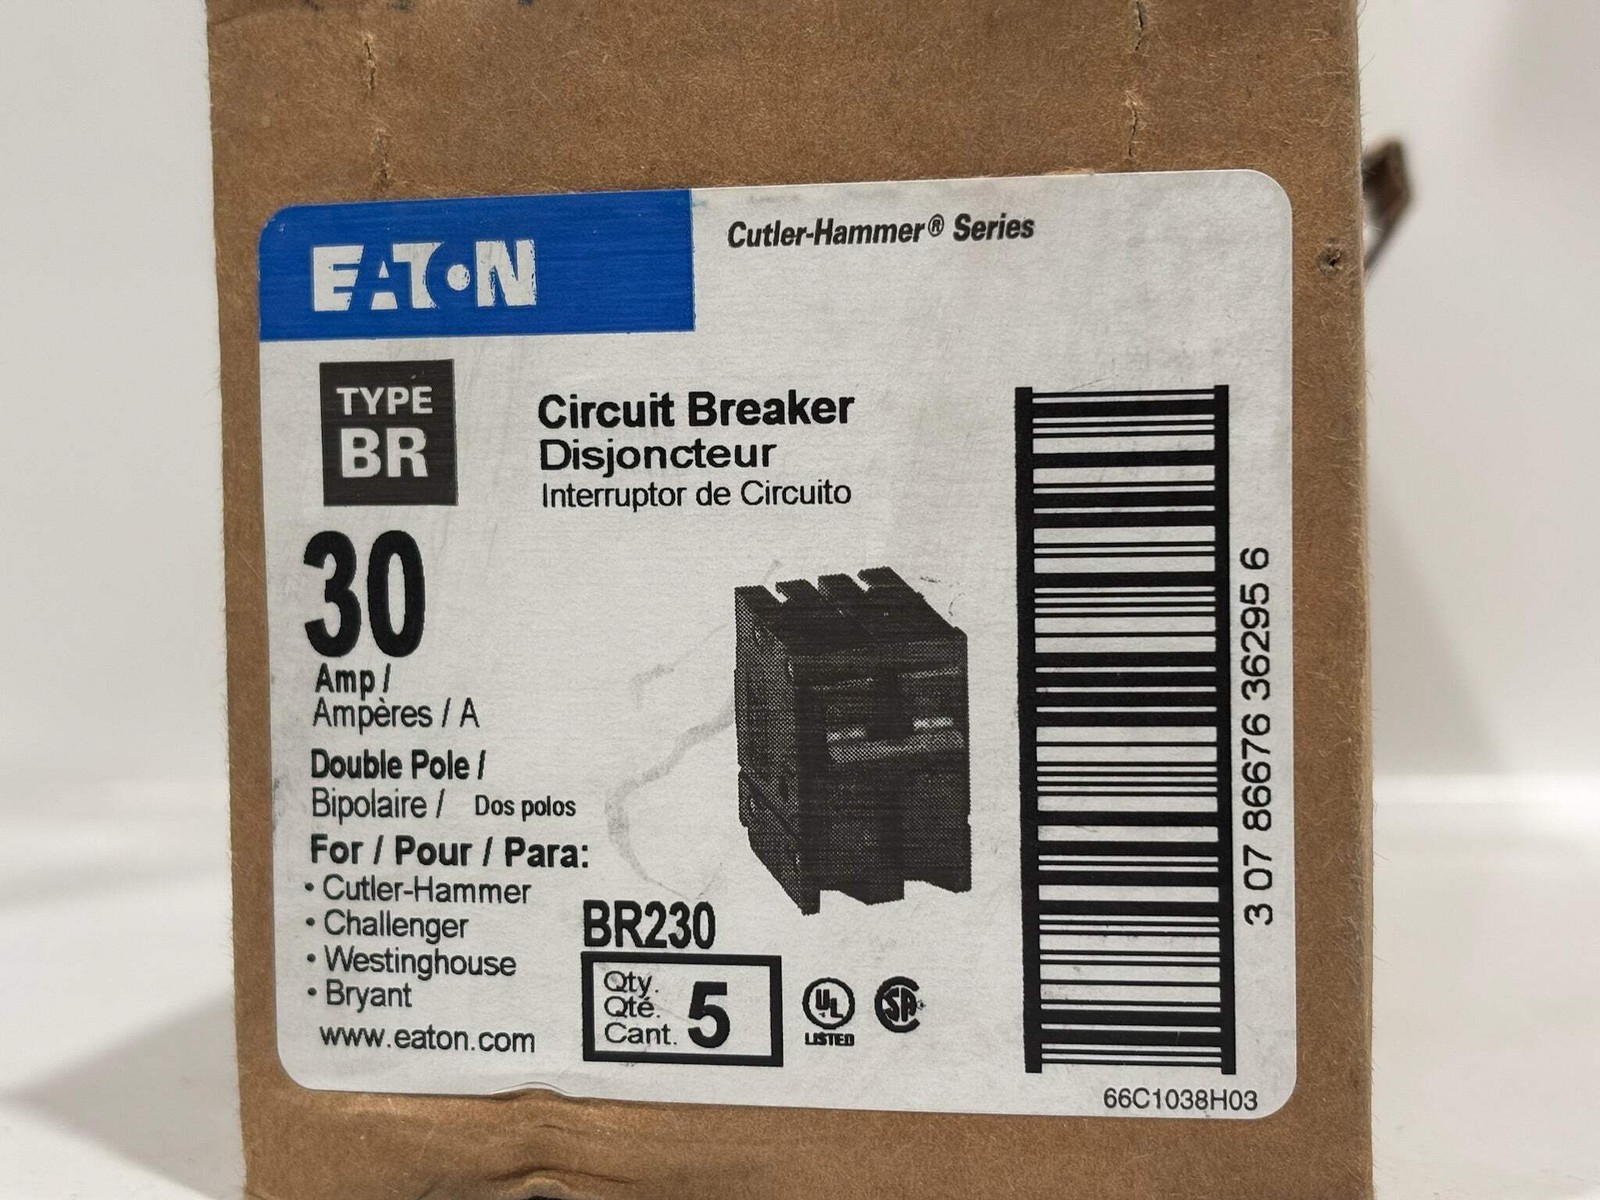 EATON
Cutler-Hammer® Series
TYPE
BR
Circuit Breaker
Disjoncteur
Interruptor de Circuito
30
Amp /
Ampères / A
Double Pole /
Bipolaire / Dos polos
For / Pour / Para:
• Cutler-Hammer
• Challenger
• Westinghouse
• Bryant
www.eaton.com
BR230
Qty.
Qté.
Cant. 5
UL
LISTED
SA
3 07 86676 36295 6
66C1038H03